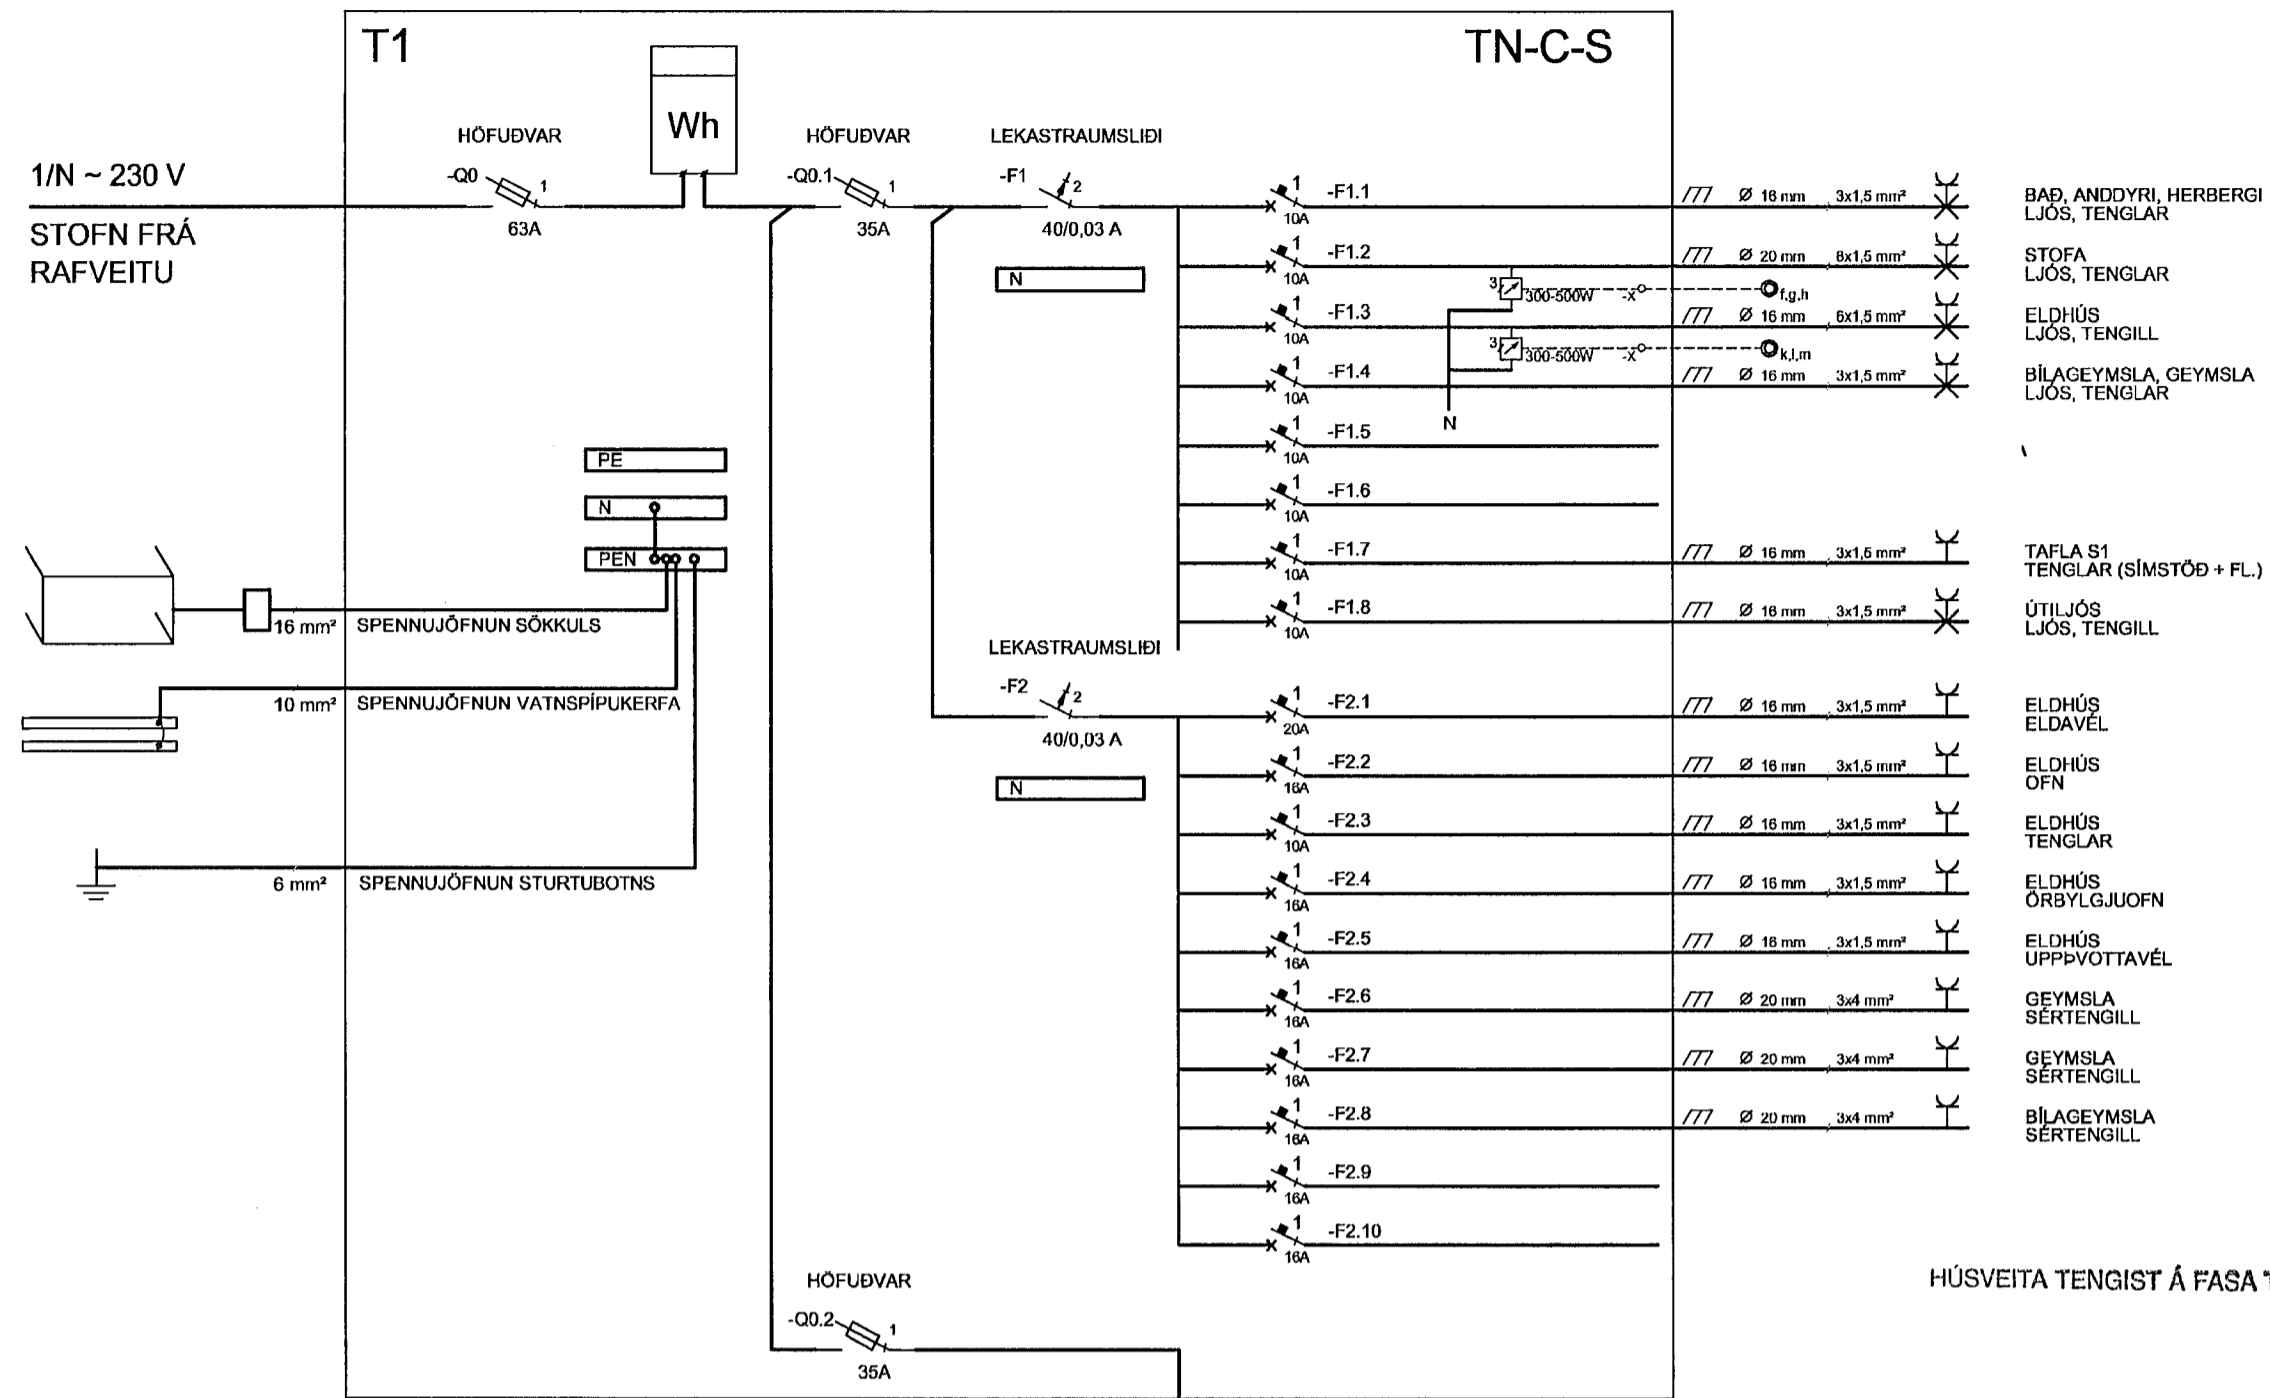 T1
TN-C-S
Wh
HÖFUÐVAR
HÖFUÐVAR
LEKASTRAUMSLIÐI
1/N ~ 230 V
STOFN FRÁ
RAFVEITU
-Q0
1
63A
-Q0.1
1
35A
-F1
2
40/0,03 A
N
1
-F1.1
10A
Ø 16 mm
3x1,5 mm²
BAÐ, ANDDYRI, HERBERGI
LJÓS, TENGLAR
1
-F1.2
10A
Ø 20 mm
8x1,5 mm²
STOFA
LJÓS, TENGLAR
3
300-500W
-x
f,g,h
1
-F1.3
10A
Ø 16 mm
6x1,5 mm²
ELDHÚS
LJÓS, TENGILL
3
300-500W
-x
k,l,m
1
-F1.4
10A
Ø 16 mm
3x1,5 mm²
BÍLAGEYMSLA, GEYMSLA
LJÓS, TENGLAR
N
1
-F1.5
10A
1
-F1.6
10A
1
-F1.7
10A
Ø 16 mm
3x1,5 mm²
TAFLA S1
TENGLAR (SÍMSTÖÐ + FL.)
1
-F1.8
10A
Ø 16 mm
3x1,5 mm²
ÚTILJÓS
LJÓS, TENGILL
PE
N
PEN
16 mm²
SPENNUJÖFNUN SÖKKULS
10 mm²
SPENNUJÖFNUN VATNSPÍPUKERFA
6 mm²
SPENNUJÖFNUN STURTUBOTNS
LEKASTRAUMSLIÐI
-F2
2
40/0,03 A
N
1
-F2.1
20A
Ø 16 mm
3x1,5 mm²
ELDHÚS
ELDAVÉL
1
-F2.2
16A
Ø 16 mm
3x1,5 mm²
ELDHÚS
OFN
1
-F2.3
10A
Ø 16 mm
3x1,5 mm²
ELDHÚS
TENGLAR
1
-F2.4
16A
Ø 16 mm
3x1,5 mm²
ELDHÚS
ÖRBYLGJUOFN
1
-F2.5
16A
Ø 16 mm
3x1,5 mm²
ELDHÚS
UPPÞVOTTAVÉL
1
-F2.6
16A
Ø 20 mm
3x4 mm²
GEYMSLA
SÉRTENGILL
1
-F2.7
16A
Ø 20 mm
3x4 mm²
GEYMSLA
SÉRTENGILL
1
-F2.8
16A
Ø 20 mm
3x4 mm²
BÍLAGEYMSLA
SÉRTENGILL
1
-F2.9
16A
1
-F2.10
16A
HÚSVEITA TENGIST Á FASA
HÖFUÐVAR
-Q0.2
1
35A